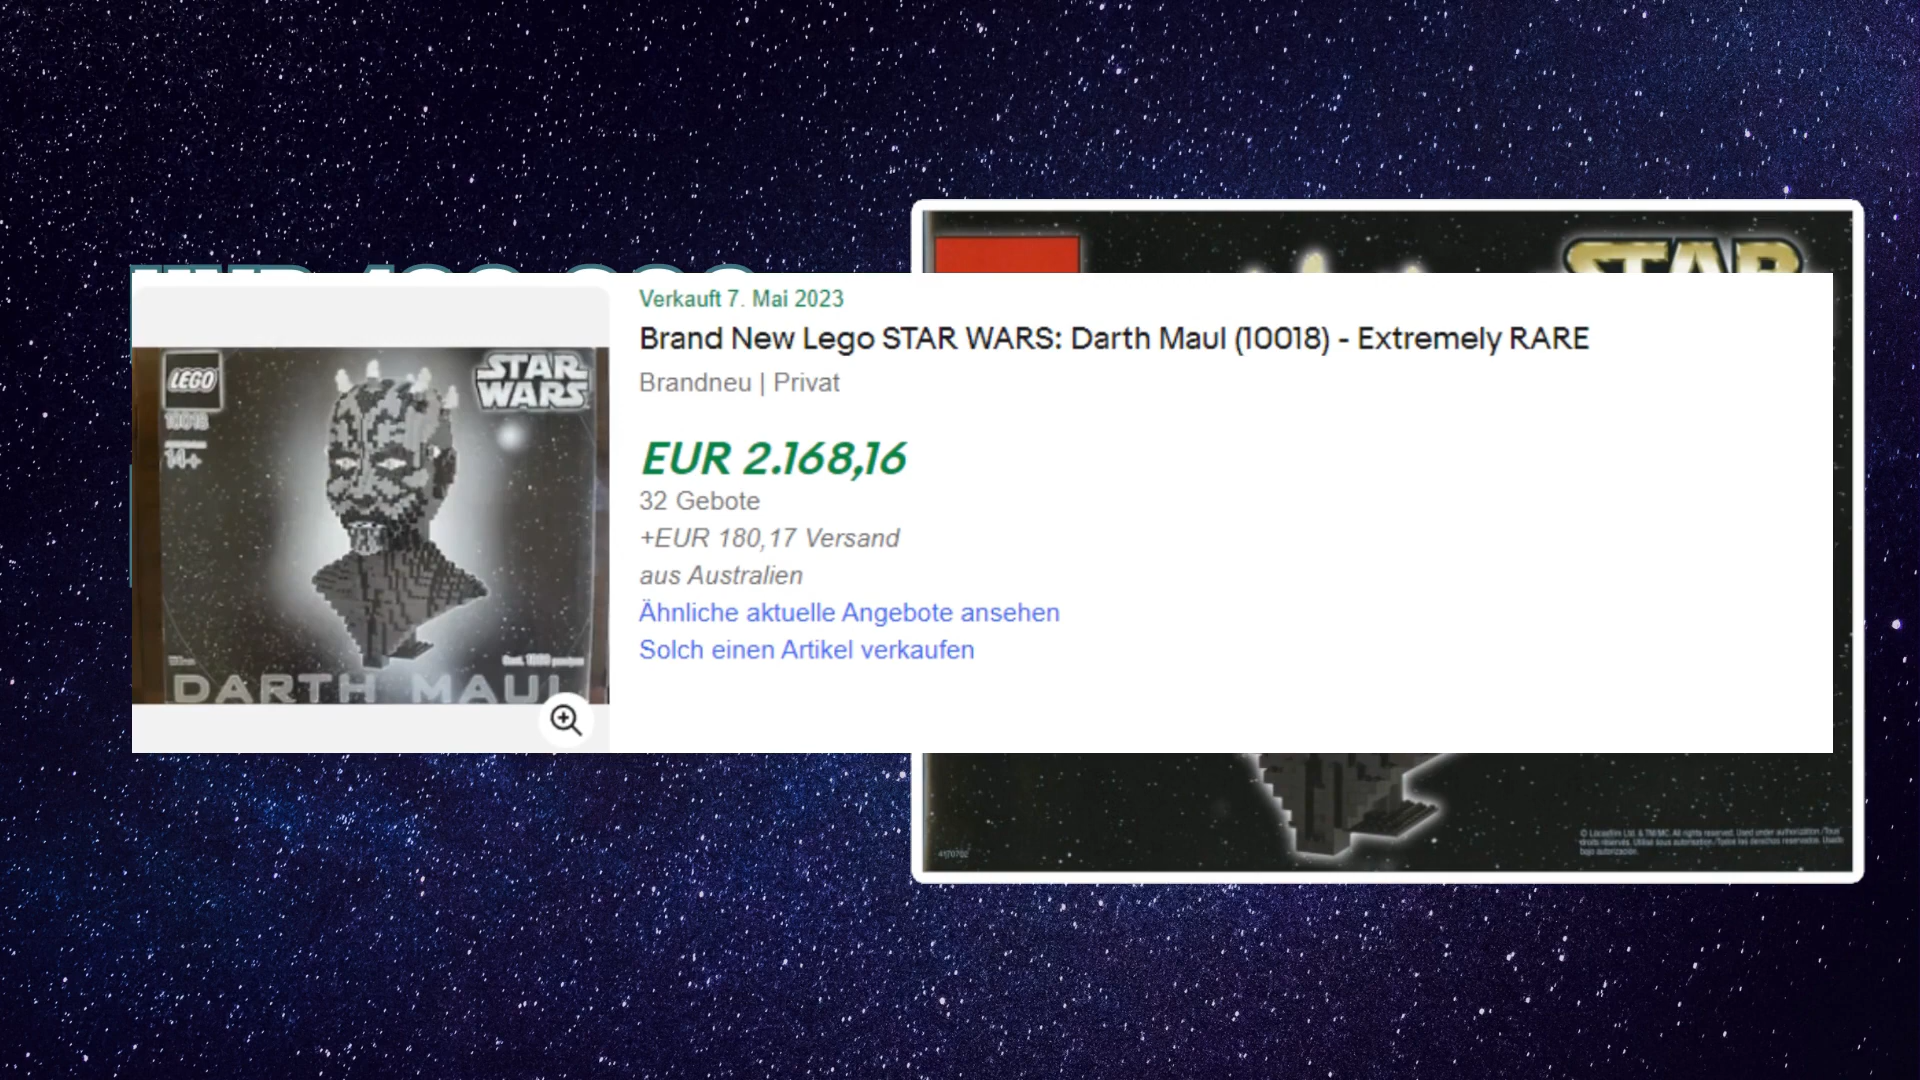 STAR
Verkauft 7. Mai 2023
Brand New Lego STAR WARS: Darth Maul (10018) - Extremely RARE
Brandneu | Privat
EUR 2.168,16
32 Gebote
+EUR 180,17 Versand
aus Australien
Ähnliche aktuelle Angebote ansehen
Solch einen Artikel verkaufen
LEGO
STAR
WARS
10018
14+
DARTH MAUL